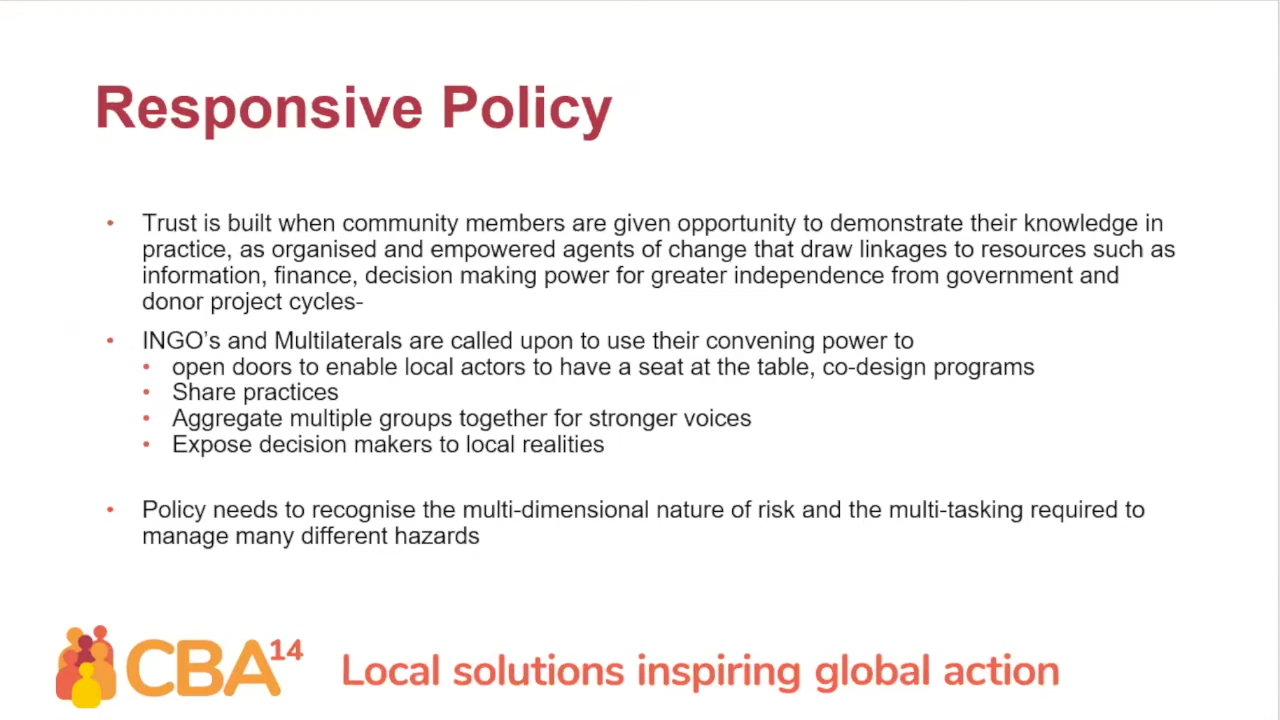 Responsive Policy
• Trust is built when community members are given opportunity to demonstrate their knowledge in
practice, as organised and empowered agents of change that draw linkages to resources such as
information, finance, decision making power for greater independence from government and
donor project cycles-
• INGO’s and Multilaterals are called upon to use their convening power to
• open doors to enable local actors to have a seat at the table, co-design programs
• Share practices
• Aggregate multiple groups together for stronger voices
• Expose decision makers to local realities
• Policy needs to recognise the multi-dimensional nature of risk and the multi-tasking required to
manage many different hazards
CBA14
Local solutions inspiring global action